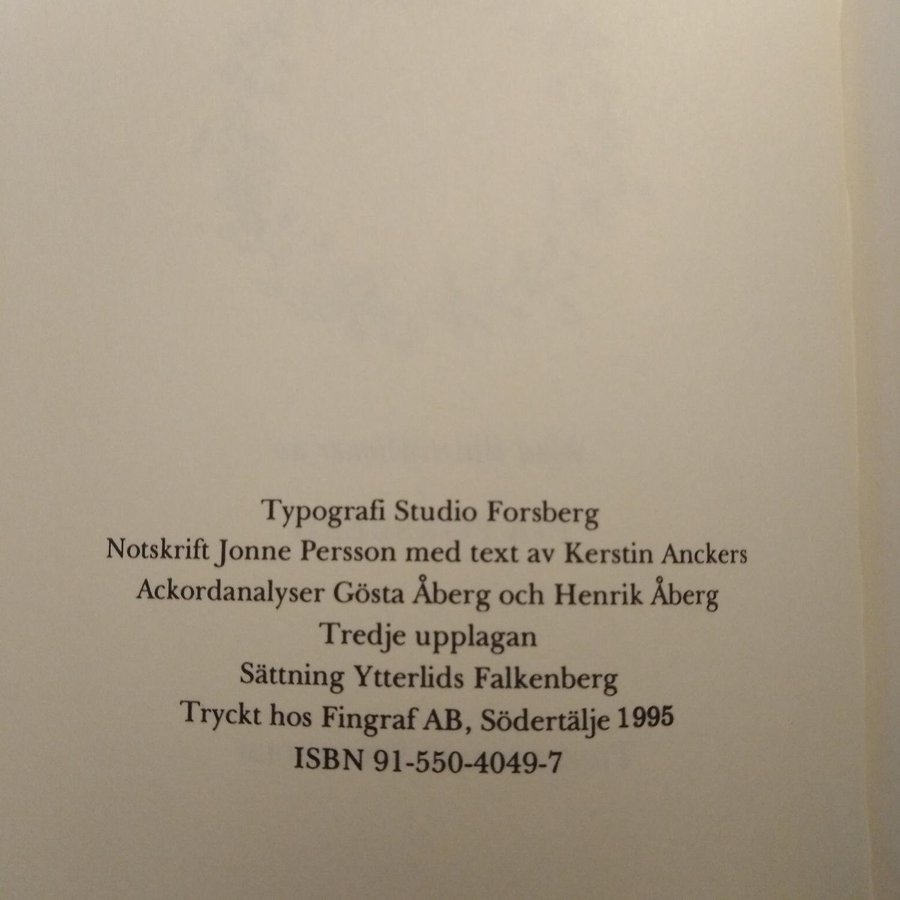 Typografi Studio Forsberg
Notskrift Jonne Persson med text av Kerstin Anckers
Ackordanalyser Gösta Åberg och Henrik Åberg
Tredje upplagan
Sättning Ytterlids Falkenberg
Tryckt hos Fingraf AB, Södertälje 1995
ISBN 91-550-4049-7